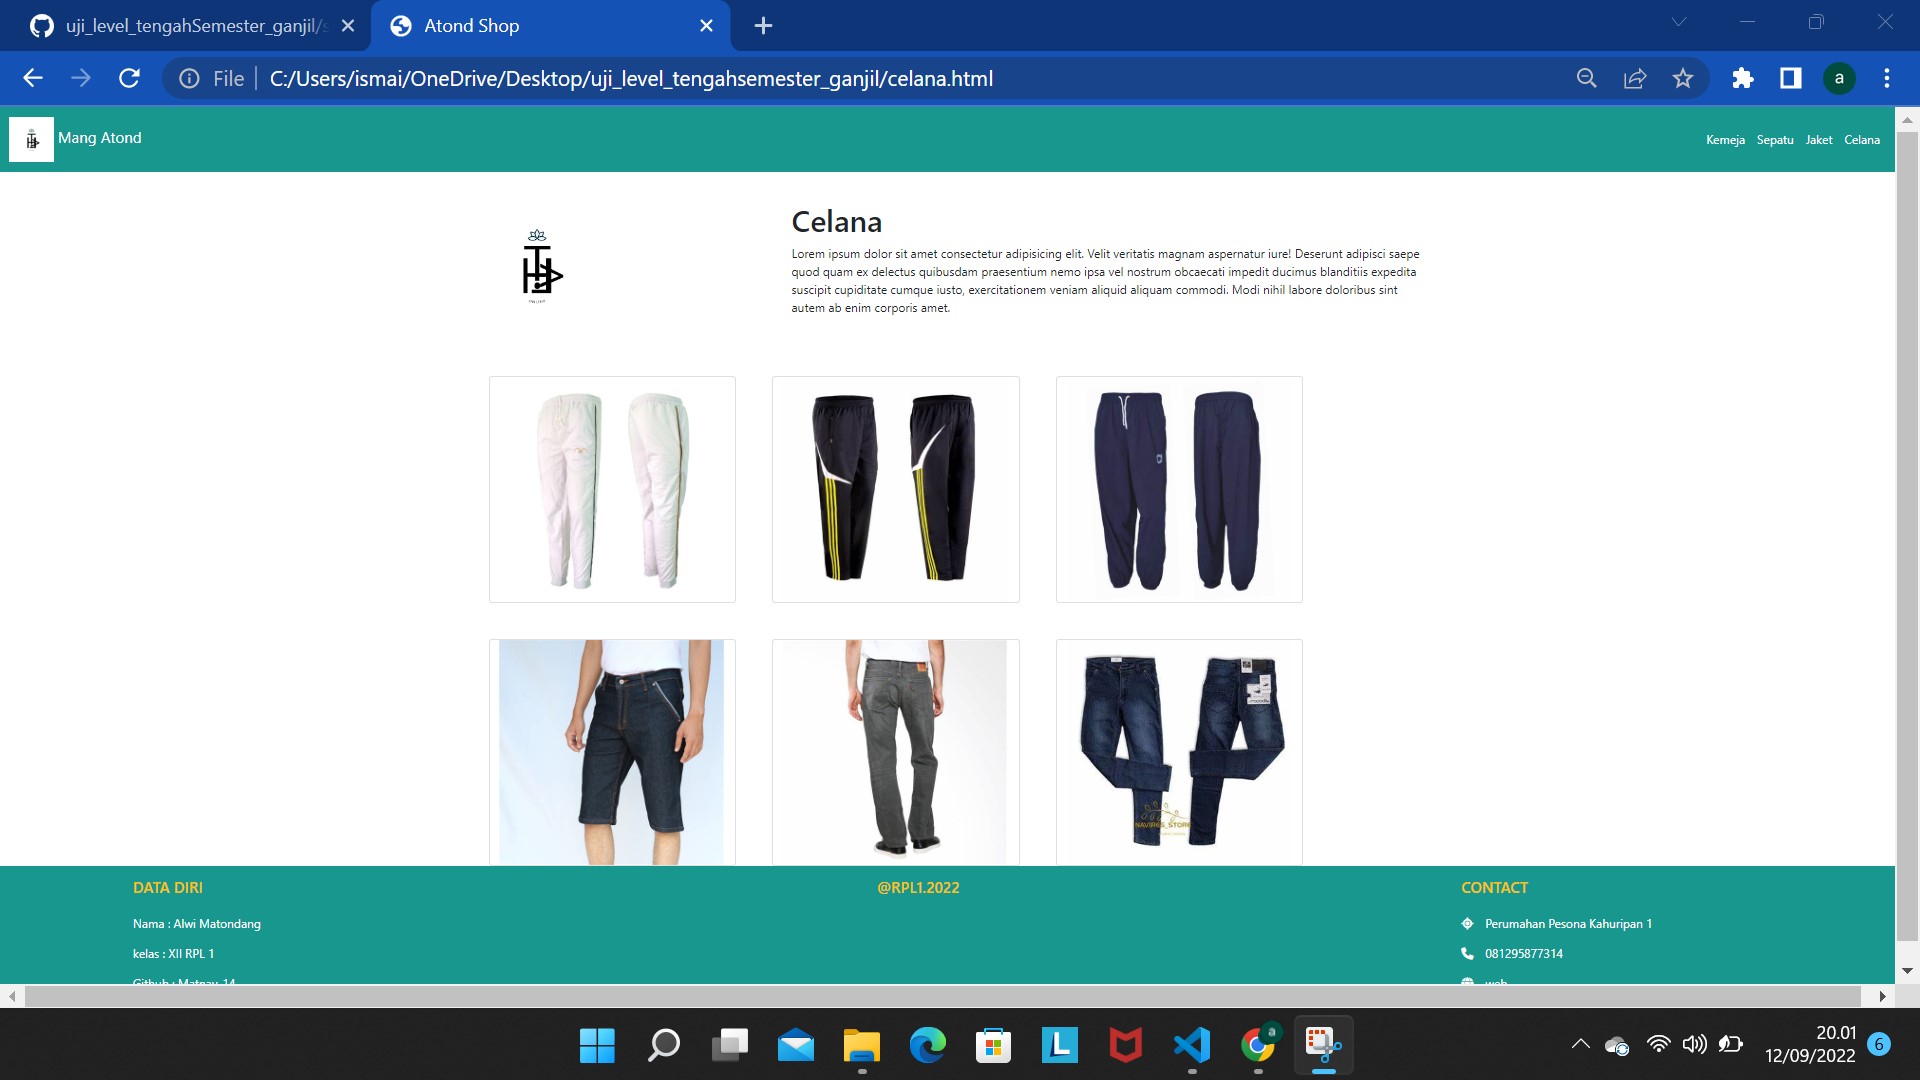 uji_level_tengahSemester_ganjil/s
Atond Shop
File
C:/Users/ismai/OneDrive/Desktop/uji_level_tengahsemester_ganjil/celana.html
a
Mang Atond
Kemeja Sepatu Jaket Celana
Celana
Lorem ipsum dolor sit amet consectetur adipisicing elit. Velit veritatis magnam aspernatur iure! Deserunt adipisci saepe
quod quam ex delectus quibusdam praesentium nemo ipsa vel nostrum obcaecati impedit ducimus blanditiis expedita
suscipit cupiditate cumque iusto, exercitationem veniam aliquid aliquam commodi. Modi nihil labore doloribus sint
autem ab enim corporis amet.
NAVIRES_STORE
DATA DIRI
Nama : Alwi Matondang
kelas : XII RPL 1
@RPL1.2022
CONTACT
Perumahan Pesona Kahuripan 1
081295877314
web
20.01
12/09/2022
6